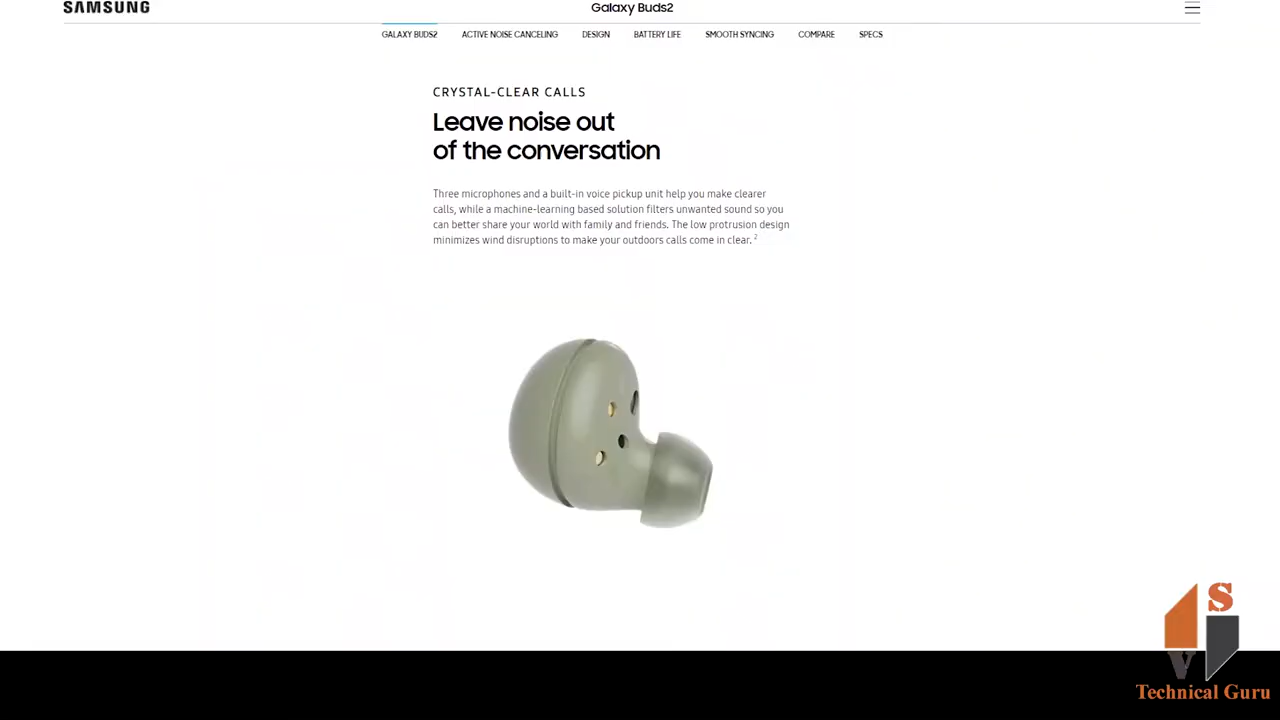 SAMSUNG
Galaxy Buds2
GALAXY BUDS2 ACTIVE NOISE CANCELING DESIGN BATTERY LIFE SMOOTH SYNCING COMPARE SPECS
CRYSTAL-CLEAR CALLS
Leave noise out
of the conversation
Three microphones and a built-in voice pickup unit help you make clearer
calls, while a machine-learning based solution filters unwanted sound so you
can better share your world with family and friends. The low protrusion design
minimizes wind disruptions to make your outdoors calls come in clear. 2
S
V
Technical Guru